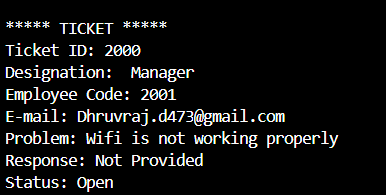 ***** TICKET *****
Ticket ID: 2000
Designation:  Manager
Employee Code: 2001
E-mail: Dhruvraj.d473@gmail.com
Problem: Wifi is not working properly
Response: Not Provided
Status: Open